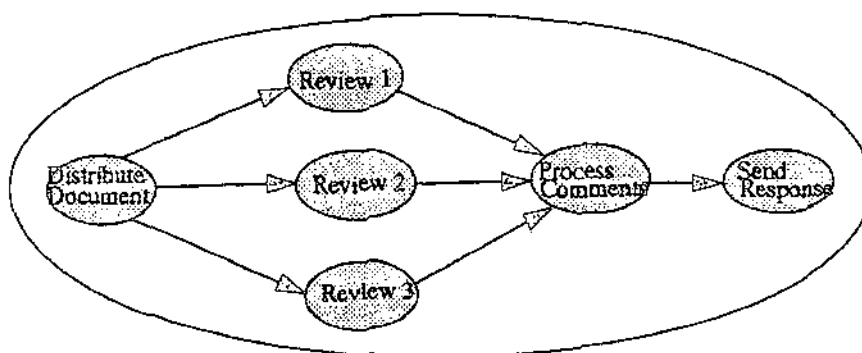 Review 1
Distribute
Document
Review 2
Process
Comments
Send
Response
Review 3